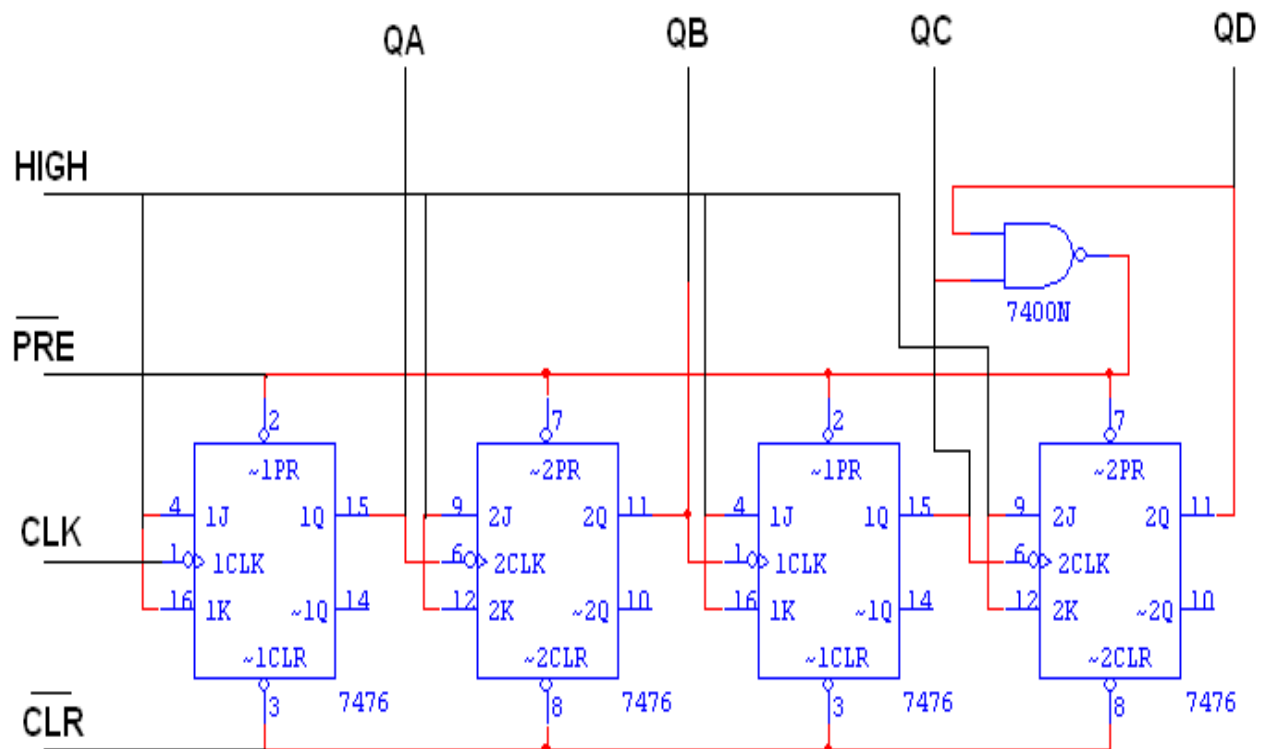 QA QB QC QD
HIGH
7400N
PRE
2 7 2 7
~1PR ~2PR ~1PR ~2PR
4 1J 1Q 15 9 2J 2Q 11 4 1J 1Q 15 9 2J 2Q 11
CLK
1 1CLK 6 2CLK 1 1CLK 6 2CLK
16 1K ~1Q 14 12 2K ~2Q 10 16 1K ~1Q 14 12 2K ~2Q 10
~1CLR ~2CLR ~1CLR ~2CLR
3 7476 8 7476 3 7476 8 7476
CLR